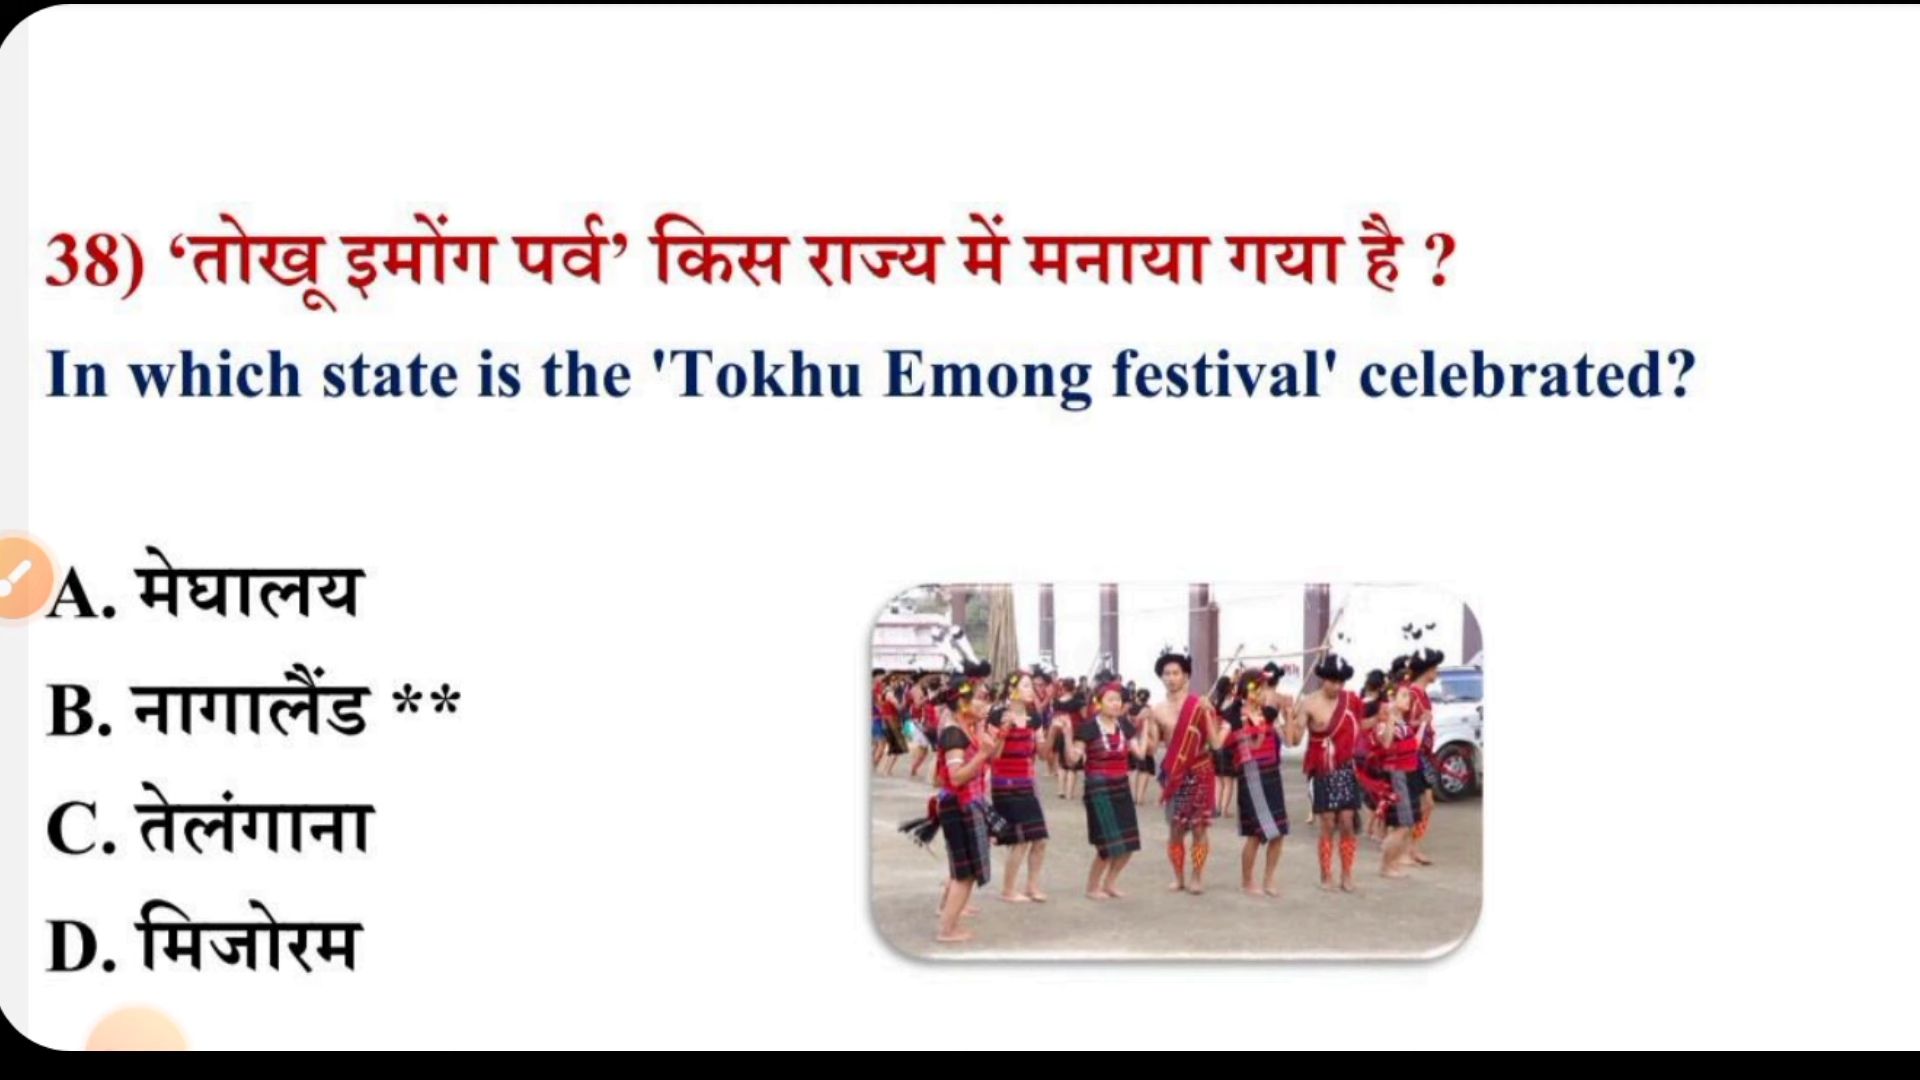 38) ‘तोखू इमोंग पर्व’ किस राज्य में मनाया गया है ?
In which state is the 'Tokhu Emong festival' celebrated?
A. मेघालय
B. नागालैंड **
C. तेलंगाना
D. मिजोरम